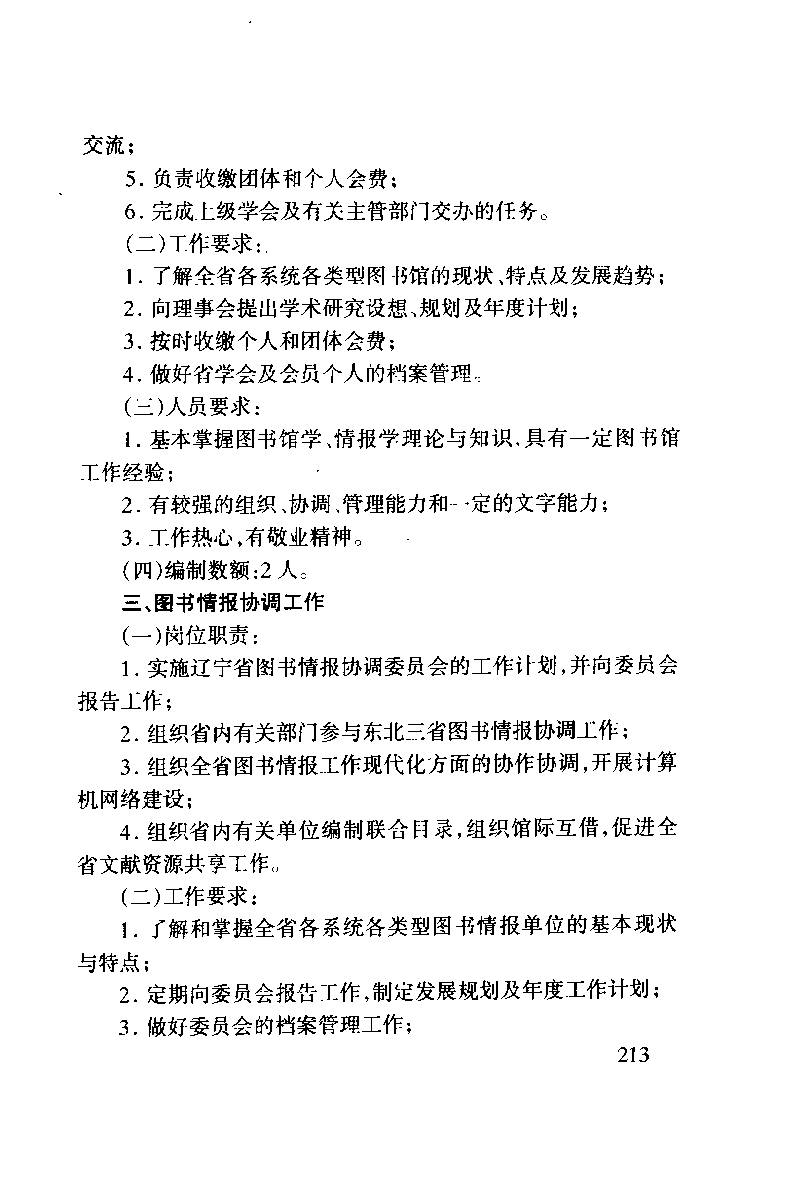 交流;
5. 负责收缴团体和个人会费;
6. 完成上级学会及有关主管部门交办的任务。
(二)工作要求:
1. 了解全省各系统各类型图书馆的现状、特点及发展趋势;
2. 向理事会提出学术研究设想、规划及年度计划;
3. 按时收缴个人和团体会费;
4. 做好省学会及会员个人的档案管理。
(三)人员要求:
1. 基本掌握图书馆学、情报学理论与知识,具有一定图书馆
工作经验;
2. 有较强的组织、协调、管理能力和一定的文字能力;
3. 工作热心,有敬业精神。
(四)编制数额:2 人。
三、图书情报协调工作
(一)岗位职责:
1. 实施辽宁省图书情报协调委员会的工作计划,并向委员会
报告工作;
2. 组织省内有关部门参与东北三省图书情报协调工作;
3. 组织全省图书情报工作现代化方面的协作协调,开展计算
机网络建设;
4. 组织省内有关单位编制联合目录,组织馆际互借,促进全
省文献资源共享工作。
(二)工作要求:
1. 了解和掌握全省各系统各类型图书情报单位的基本现状
与特点;
2. 定期向委员会报告工作,制定发展规划及年度工作计划;
3. 做好委员会的档案管理工作;
213